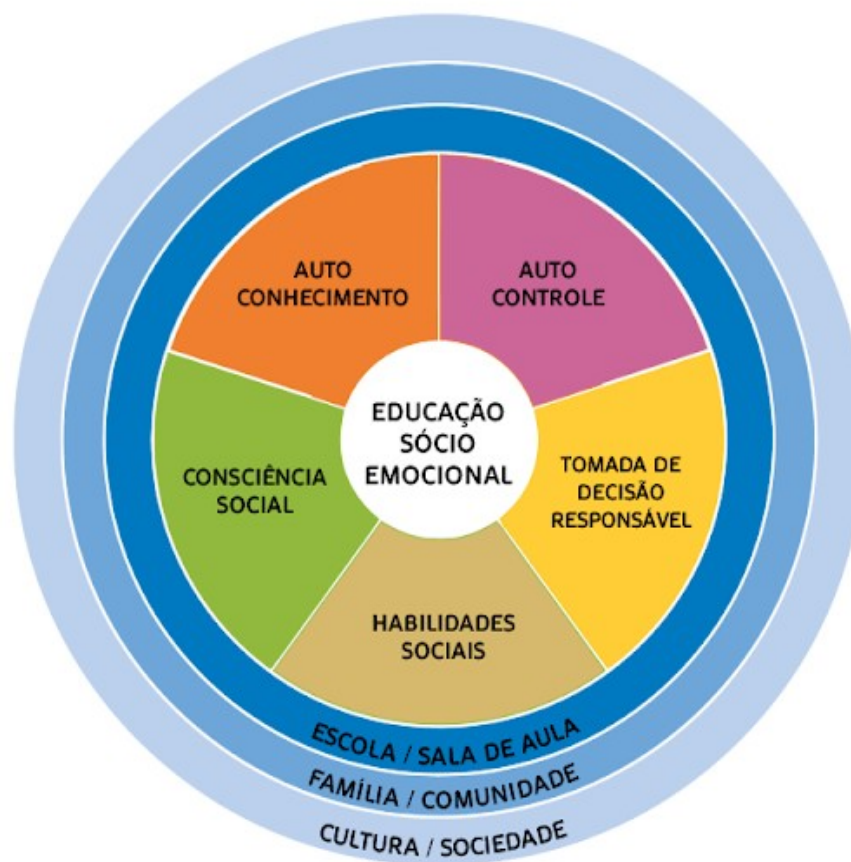 AUTO
CONHECIMENTO
AUTO
CONTROLE
EDUCAÇÃO
SÓCIO
EMOCIONAL
CONSCIÊNCIA
SOCIAL
TOMADA DE
DECISÃO
RESPONSÁVEL
HABILIDADES
SOCIAIS
ESCOLA / SALA DE AULA
FAMÍLIA / COMUNIDADE
CULTURA / SOCIEDADE